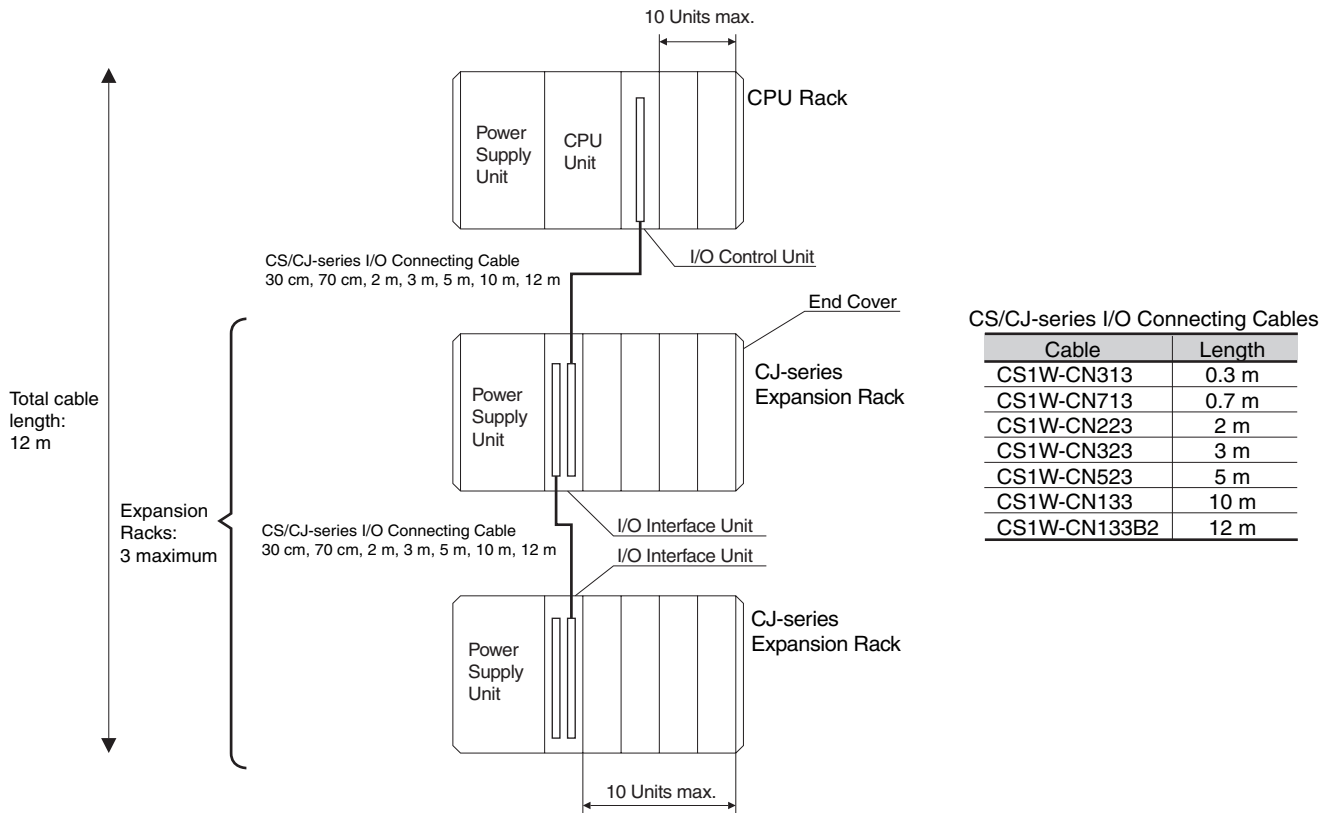 10 Units max.
CPU Rack
Power
Supply
Unit
CPU
Unit
I/O Control Unit
CS/CJ-series I/O Connecting Cable
30 cm, 70 cm, 2 m, 3 m, 5 m, 10 m, 12 m
End Cover
CJ-series
Expansion Rack
Power
Supply
Unit
Total cable
length:
12 m
Expansion
Racks:
3 maximum
I/O Interface Unit
CS/CJ-series I/O Connecting Cable
30 cm, 70 cm, 2 m, 3 m, 5 m, 10 m, 12 m
I/O Interface Unit
CJ-series
Expansion Rack
Power
Supply
Unit
10 Units max.
CS/CJ-series I/O Connecting Cables
Cable Length
CS1W-CN313 0.3 m
CS1W-CN713 0.7 m
CS1W-CN223 2 m
CS1W-CN323 3 m
CS1W-CN523 5 m
CS1W-CN133 10 m
CS1W-CN133B2 12 m